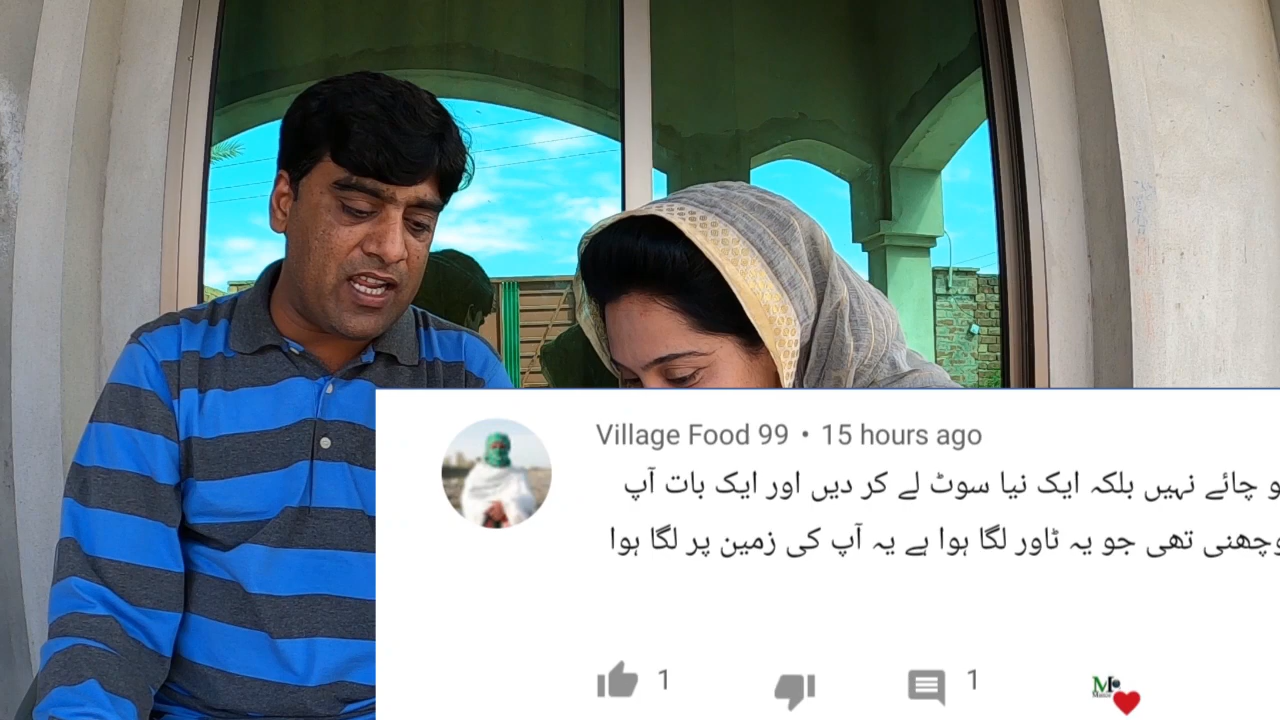 Village Food 99 • 15 hours ago
چائے نہیں بلکہ ایک نیا سوٹ لے کر دیں اور ایک بات آپ
تھی جو یہ ٹاور لگا ہوا ہے یہ آپ کی زمین پر لگا ہوا
1
1